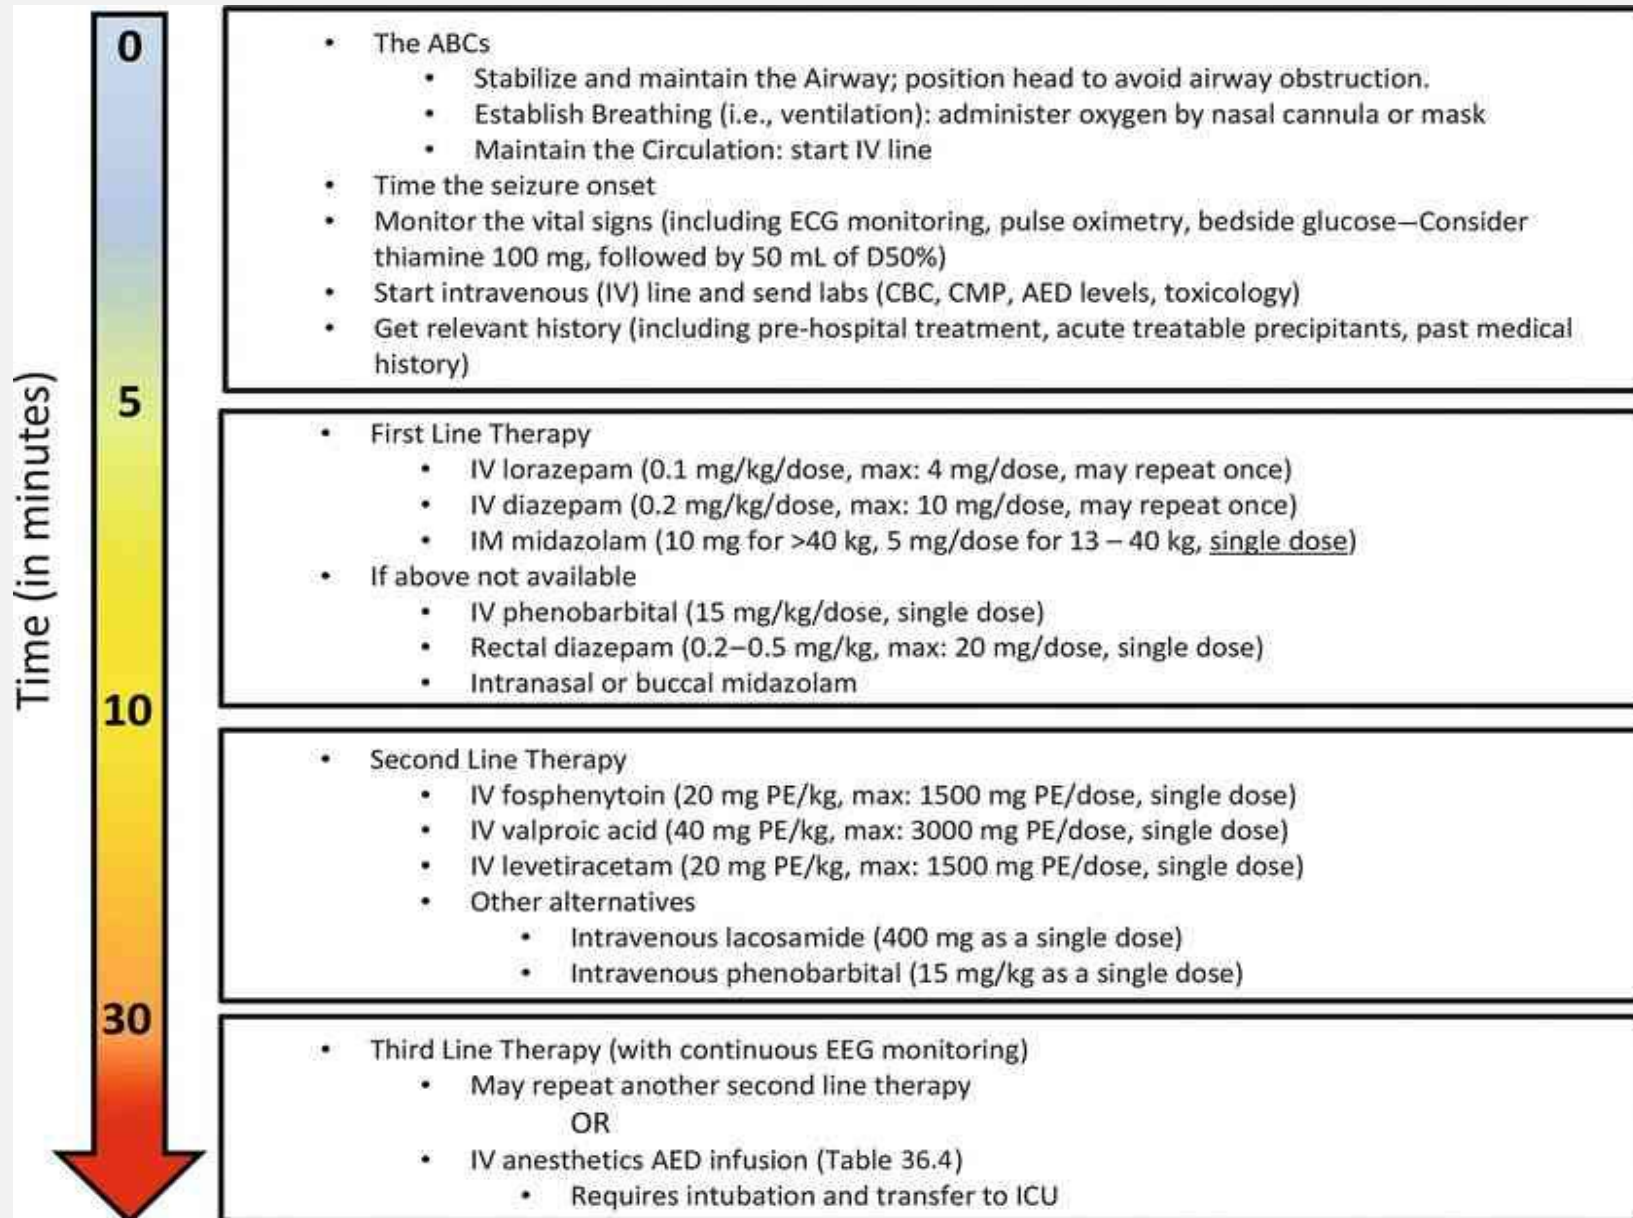 Time (in minutes)
0
• The ABCs
• Stabilize and maintain the Airway; position head to avoid airway obstruction.
• Establish Breathing (i.e., ventilation): administer oxygen by nasal cannula or mask
• Maintain the Circulation: start IV line
• Time the seizure onset
• Monitor the vital signs (including ECG monitoring, pulse oximetry, bedside glucose—Consider
thiamine 100 mg, followed by 50 mL of D50%)
• Start intravenous (IV) line and send labs (CBC, CMP, AED levels, toxicology)
• Get relevant history (including pre-hospital treatment, acute treatable precipitants, past medical
history)
5
• First Line Therapy
• IV lorazepam (0.1 mg/kg/dose, max: 4 mg/dose, may repeat once)
• IV diazepam (0.2 mg/kg/dose, max: 10 mg/dose, may repeat once)
• IM midazolam (10 mg for >40 kg, 5 mg/dose for 13 – 40 kg, single dose)
• If above not available
• IV phenobarbital (15 mg/kg/dose, single dose)
• Rectal diazepam (0.2–0.5 mg/kg, max: 20 mg/dose, single dose)
• Intranasal or buccal midazolam
10
• Second Line Therapy
• IV fosphenytoin (20 mg PE/kg, max: 1500 mg PE/dose, single dose)
• IV valproic acid (40 mg PE/kg, max: 3000 mg PE/dose, single dose)
• IV levetiracetam (20 mg PE/kg, max: 1500 mg PE/dose, single dose)
• Other alternatives
• Intravenous lacosamide (400 mg as a single dose)
• Intravenous phenobarbital (15 mg/kg as a single dose)
30
• Third Line Therapy (with continuous EEG monitoring)
• May repeat another second line therapy
OR
• IV anesthetics AED infusion (Table 36.4)
• Requires intubation and transfer to ICU